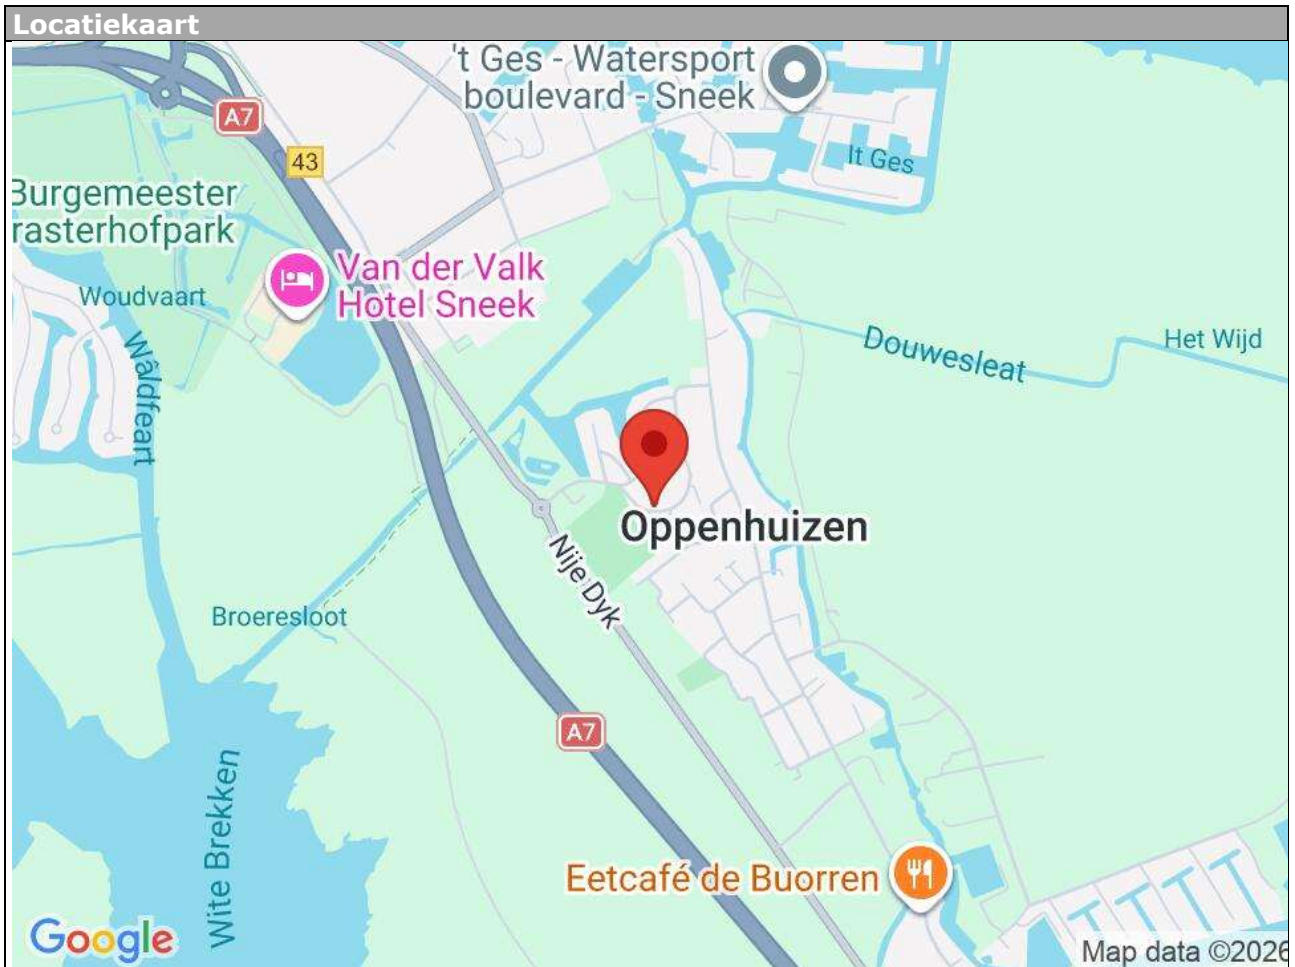 Locatiekaart
't Ges - Watersport
boulevard - Sneek
A7
43
It Ges
Burgemeester
rasterhofpark
Van der Valk
Hotel Sneek
Woudvaart
Wâldfeart
Douwesleat
Het Wijd
Oppenhuizen
Nije Dyk
Broeresloot
A7
Wite Brekken
Eetcafé de Buorren
Google
Map data ©2026